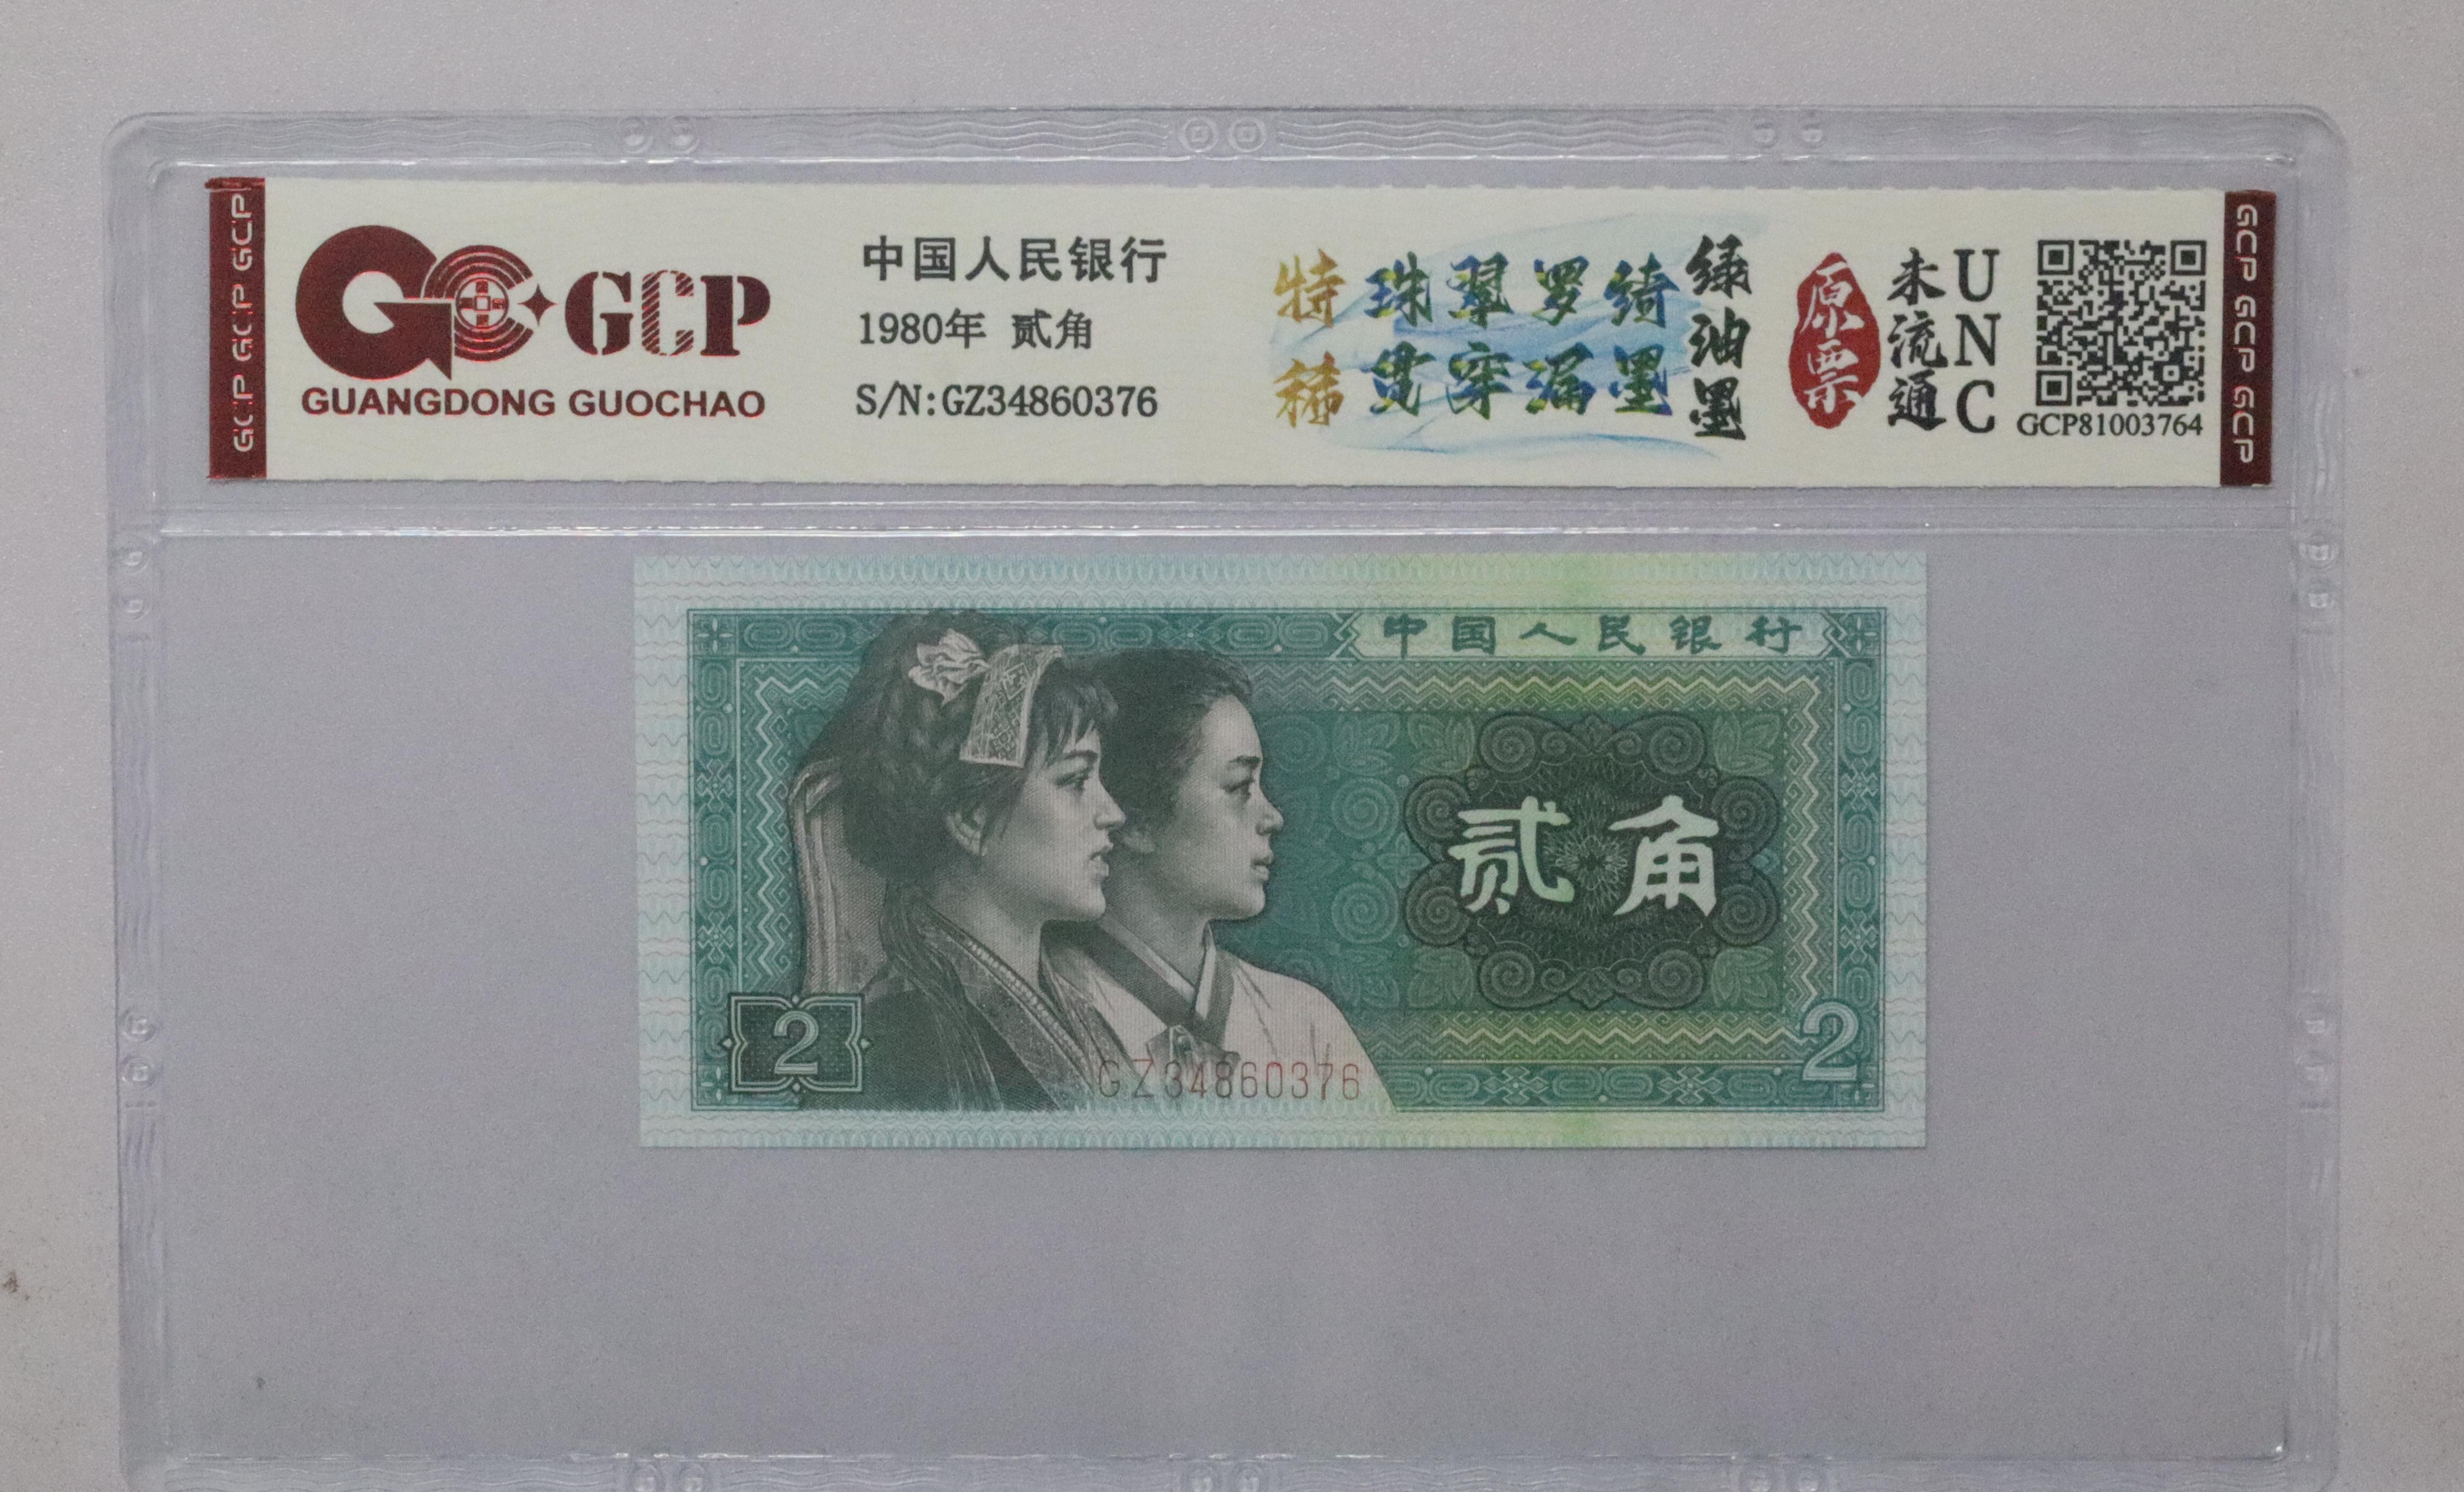 GCP GCP GCP
GCP
GUANGDONG GUOCHAO
中国人民银行
1980年 贰角
S/N:GZ34860376
特稀
珠翠罗绮
贯穿漏墨
绿油墨
原票
未流通
UNC
GCP81003764
GCP GCP GCP
中国人民银行
贰角
2
2
GZ34860376